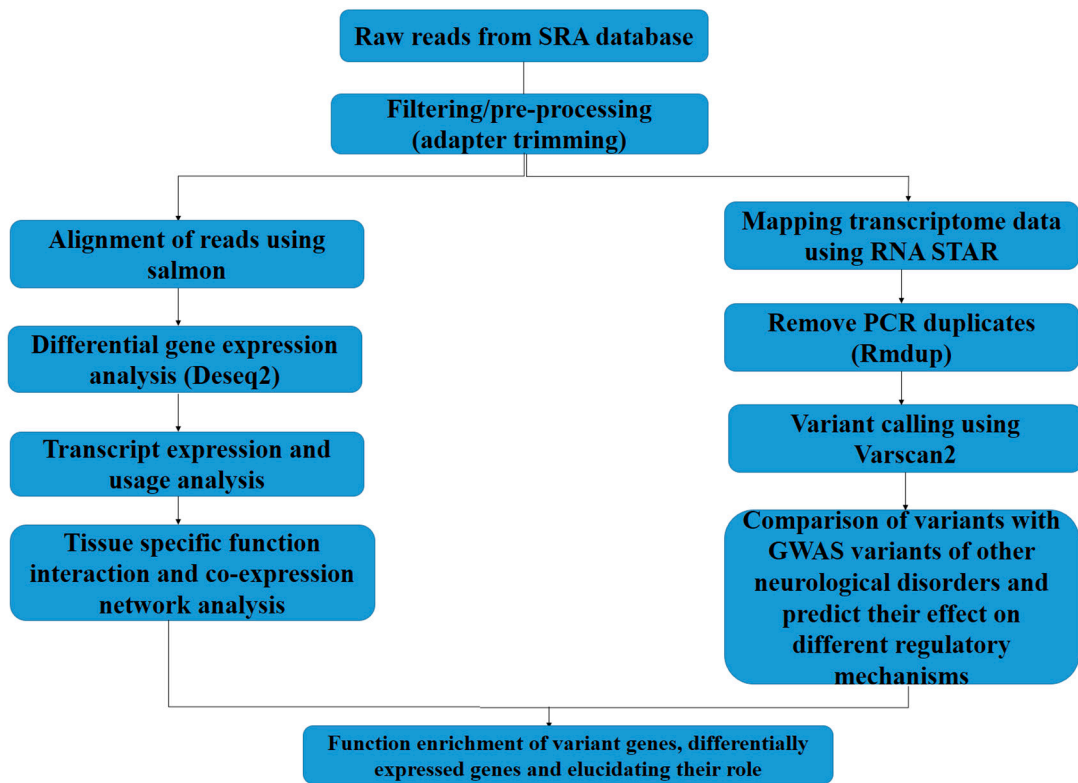 Raw reads from SRA database
Filtering/pre-processing
(adapter trimming)
Alignment of reads using
salmon
Differential gene expression
analysis (Deseq2)
Transcript expression and
usage analysis
Tissue specific function
interaction and co-expression
network analysis
Mapping transcriptome data
using RNA STAR
Remove PCR duplicates
(Rmdup)
Variant calling using
Varscan2
Comparison of variants with
GWAS variants of other
neurological disorders and
predict their effect on
different regulatory
mechanisms
Function enrichment of variant genes, differentially
expressed genes and elucidating their role